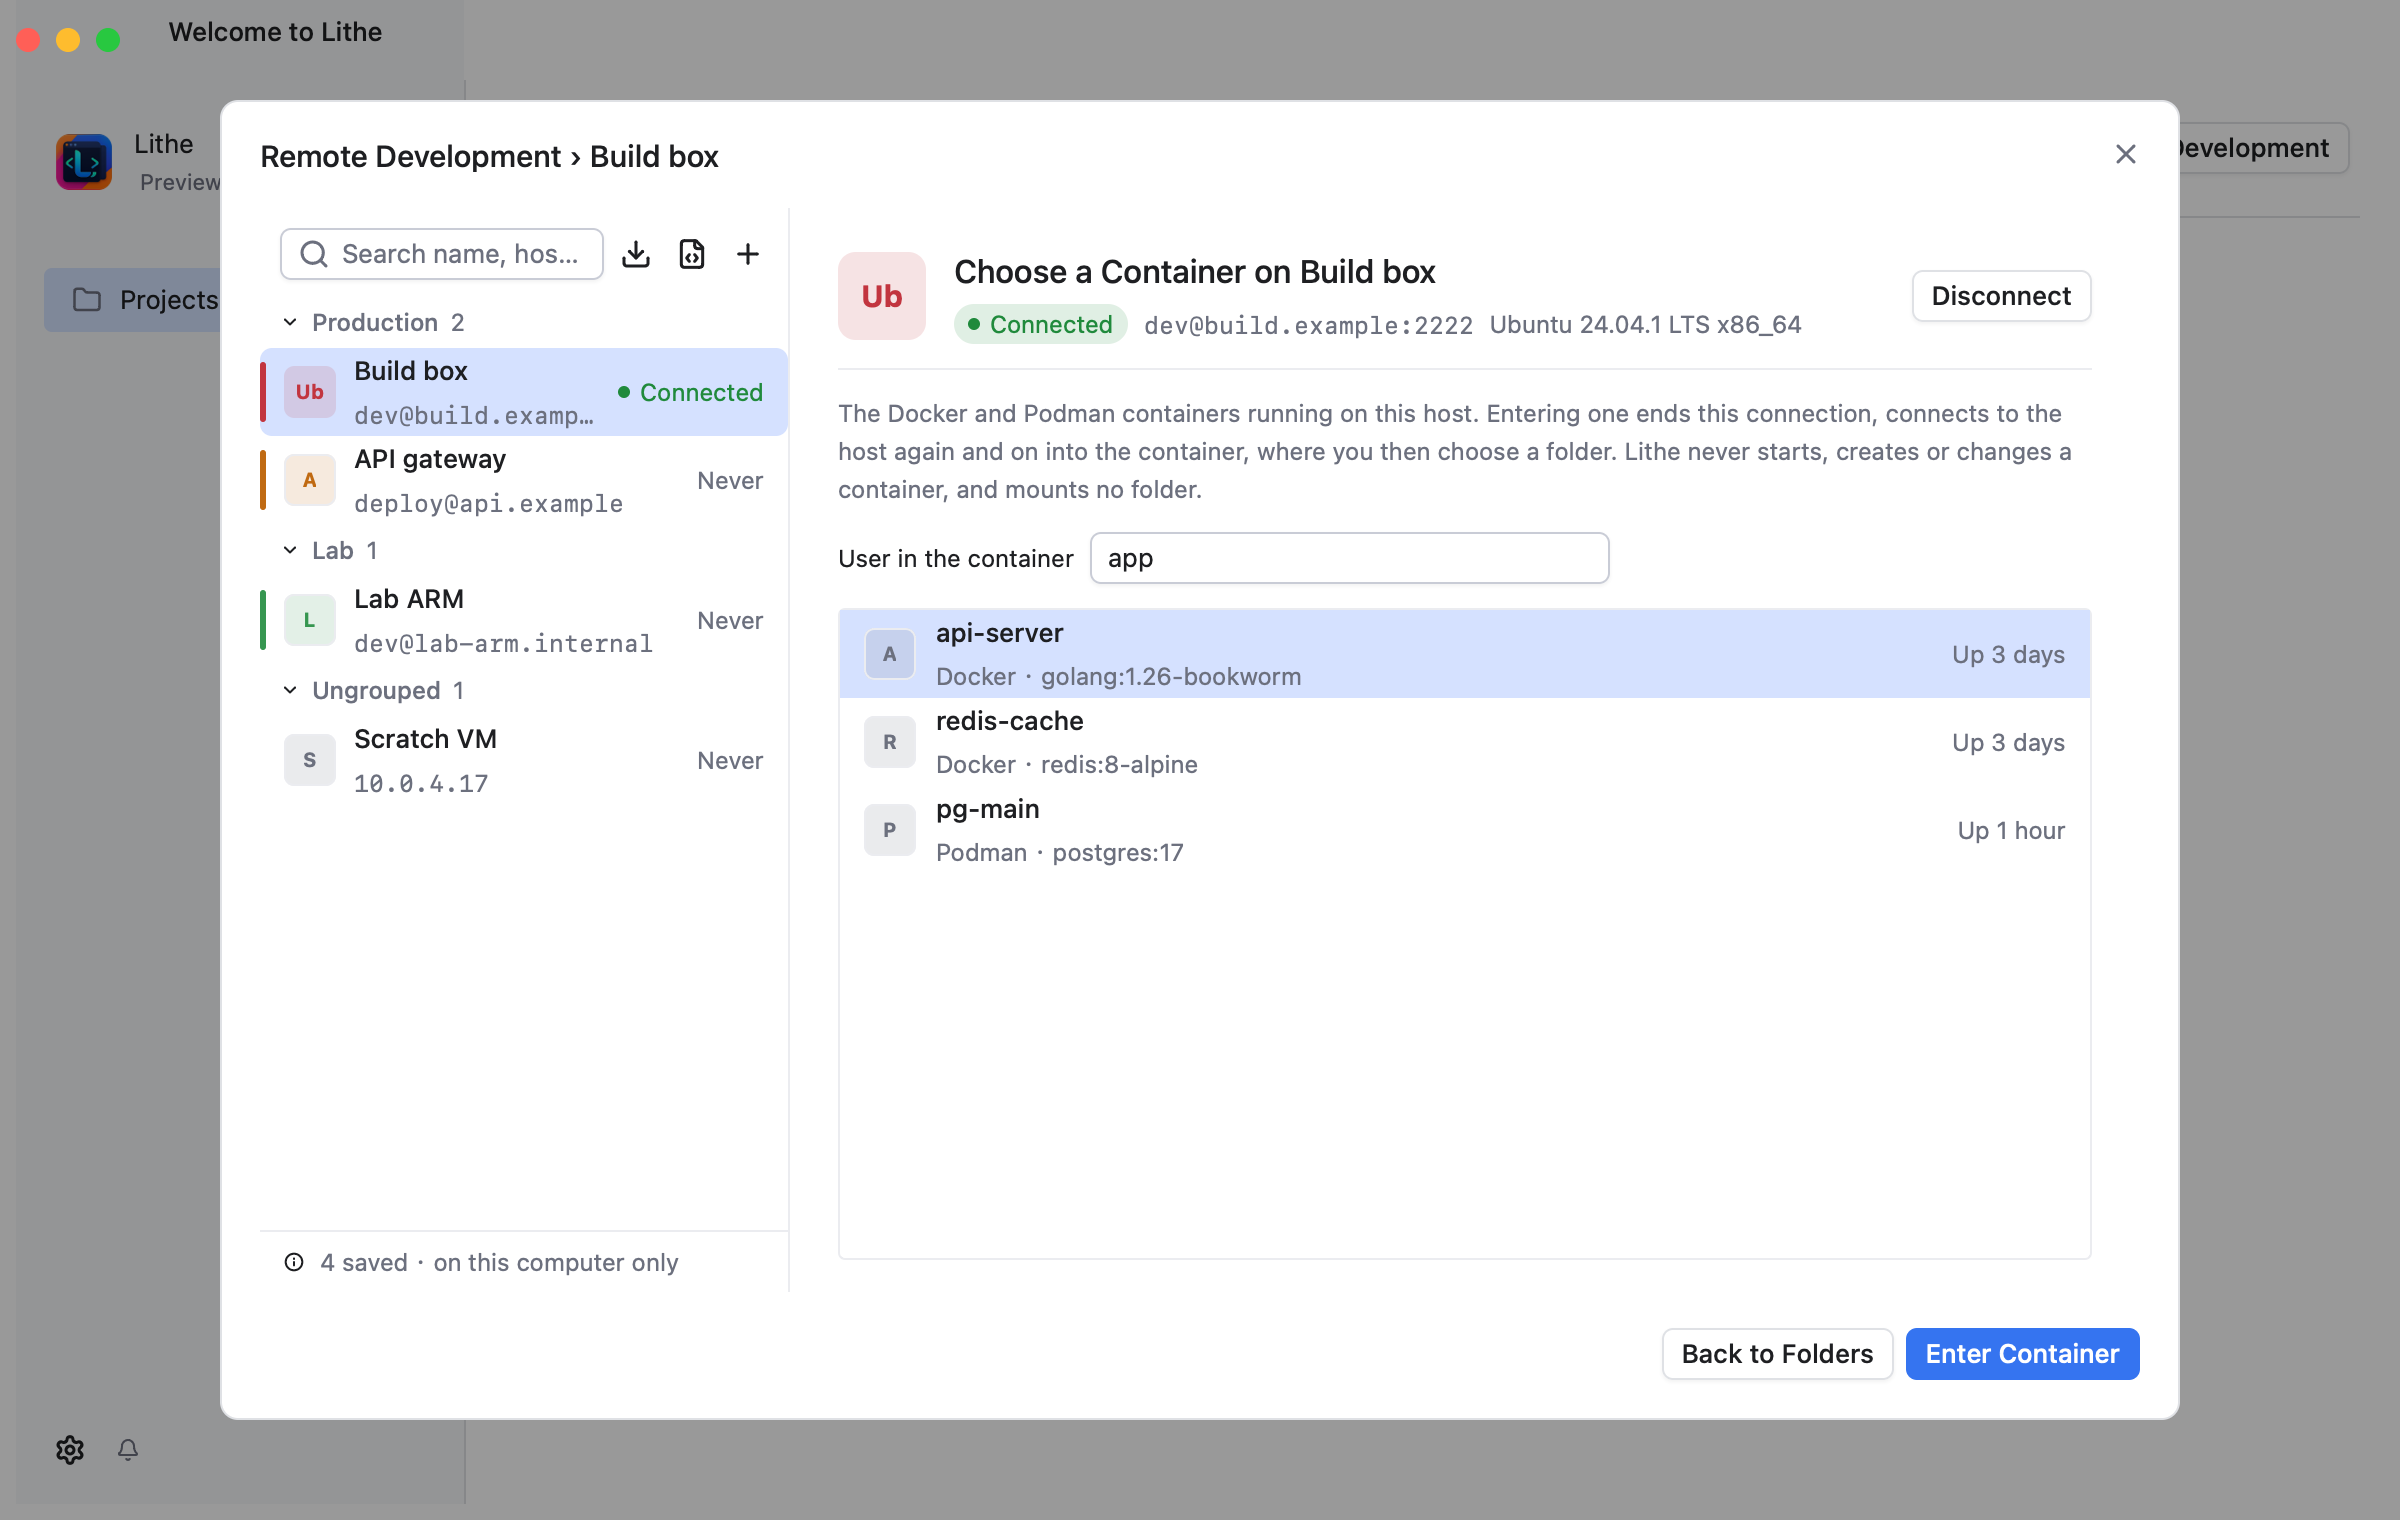 Welcome to Lithe
Lithe
Preview
Projects
Development
Remote Development › Build box
Search name, hos...
Production 2
Ub
Build box
dev@build.examp…
Connected
A
API gateway
deploy@api.example
Never
Lab 1
L
Lab ARM
dev@lab-arm.internal
Never
Ungrouped 1
S
Scratch VM
10.0.4.17
Never
4 saved · on this computer only
Ub
Choose a Container on Build box
Connected dev@build.example:2222 Ubuntu 24.04.1 LTS x86_64
Disconnect
The Docker and Podman containers running on this host. Entering one ends this connection, connects to the
host again and on into the container, where you then choose a folder. Lithe never starts, creates or changes a
container, and mounts no folder.
User in the container app
A
api-server
Docker · golang:1.26-bookworm
Up 3 days
R
redis-cache
Docker · redis:8-alpine
Up 3 days
P
pg-main
Podman · postgres:17
Up 1 hour
Back to Folders
Enter Container